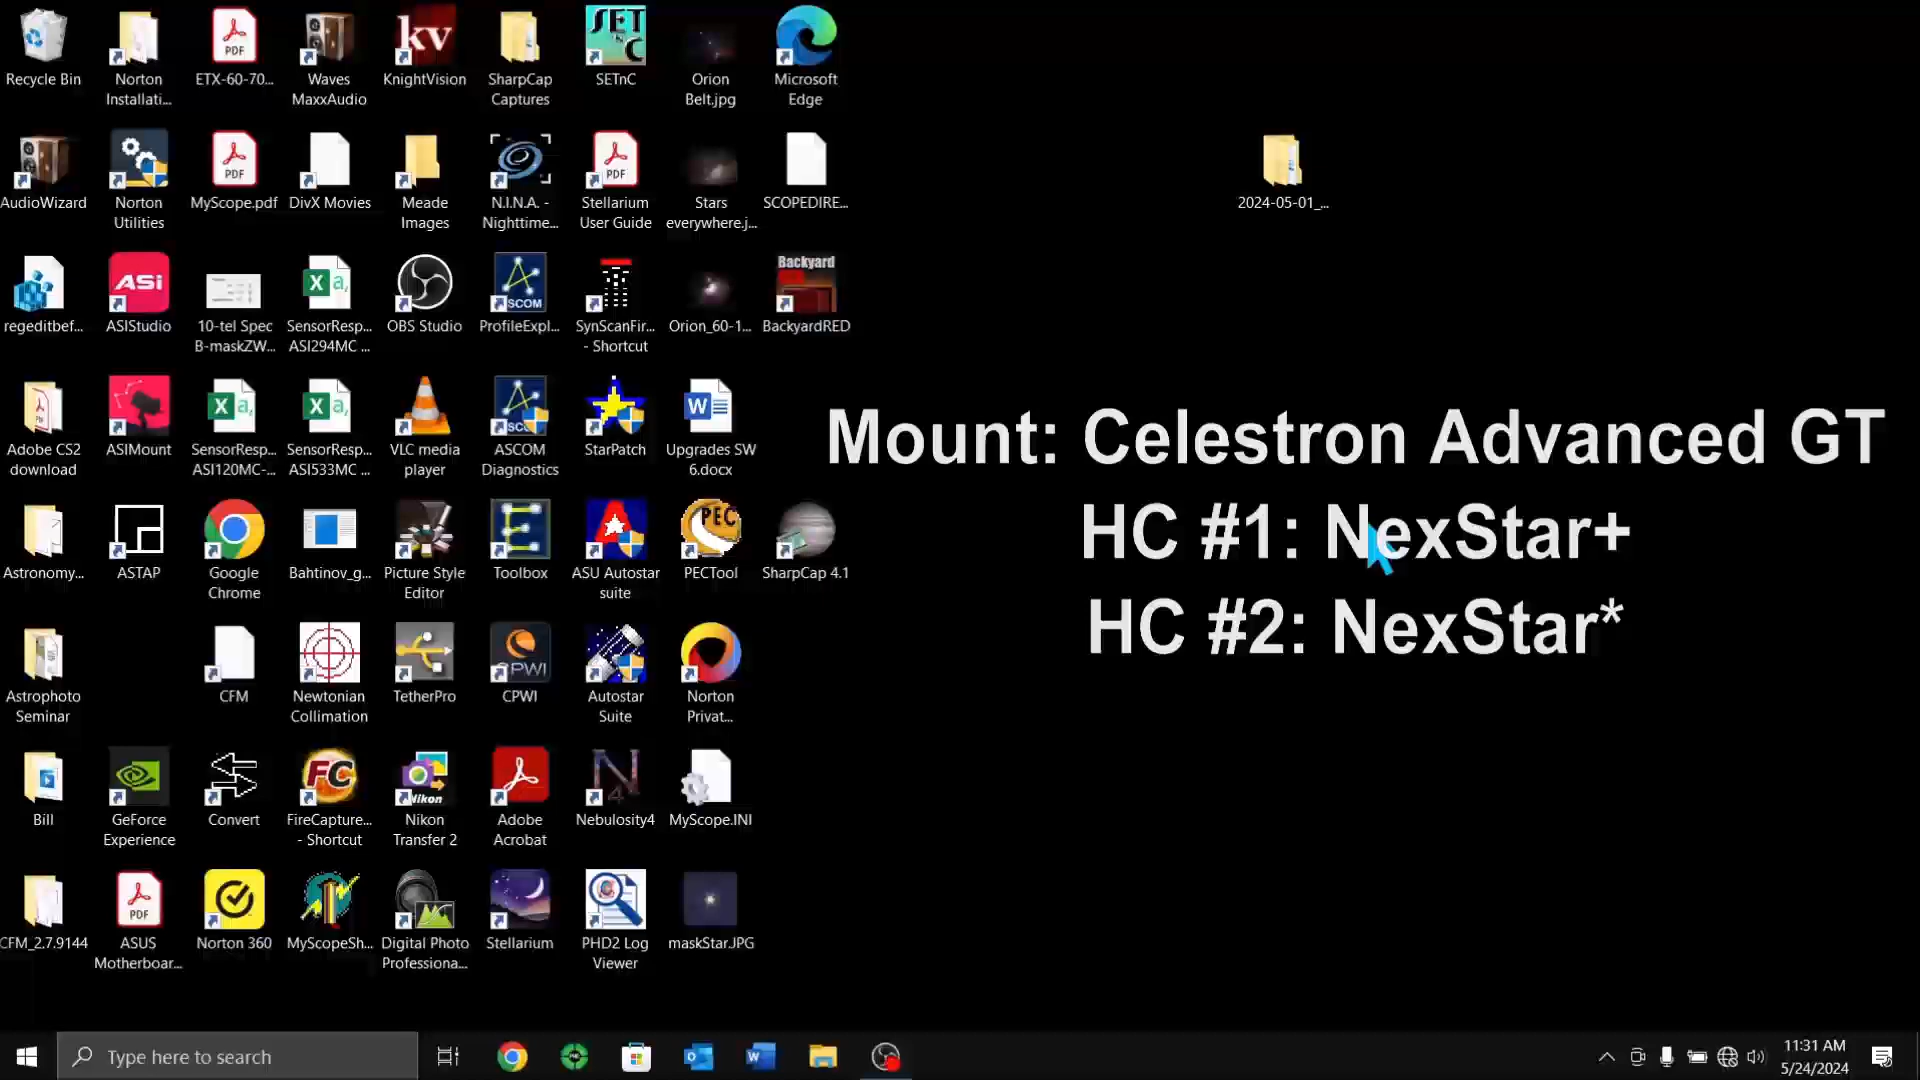 Recycle Bin
Norton
Installati...
ETX-60-70...
Waves
MaxxAudio
KnightVision
SharpCap
Captures
SETnC
Orion
Belt.jpg
Microsoft
Edge
AudioWizard
Norton
Utilities
MyScope.pdf
DivX Movies
Meade
Images
N.I.N.A. -
Nighttime...
Stellarium
User Guide
Stars
everywhere.j...
SCOPEDIRE...
2024-05-01_...
regeditbef...
ASIStudio
10-tel Spec
B-maskZW...
SensorResp...
ASI294MC ...
OBS Studio
ProfileExpl...
SynScanFir...
- Shortcut
Orion_60-1...
BackyardRED
Adobe CS2
download
ASIMount
SensorResp...
ASI120MC-...
SensorResp...
ASI533MC ...
VLC media
player
ASCOM
Diagnostics
StarPatch
Upgrades SW
6.docx
Mount: Celestron Advanced GT
HC #1: NexStar+
HC #2: NexStar*
Astronomy...
ASTAP
Google
Chrome
Bahtinov_g...
Picture Style
Editor
Toolbox
ASU Autostar
suite
PECTool
SharpCap 4.1
Astrophoto
Seminar
CFM
Newtonian
Collimation
TetherPro
CPWI
Autostar
Suite
Norton
Privat...
Bill
GeForce
Experience
Convert
FireCapture...
- Shortcut
Nikon
Transfer 2
Adobe
Acrobat
Nebulosity4
MyScope.INI
CFM_2.7.9144
ASUS
Motherboar...
Norton 360
MyScopeSh...
Digital Photo
Professiona...
Stellarium
PHD2 Log
Viewer
maskStar.JPG
Type here to search
11:31 AM
5/24/2024